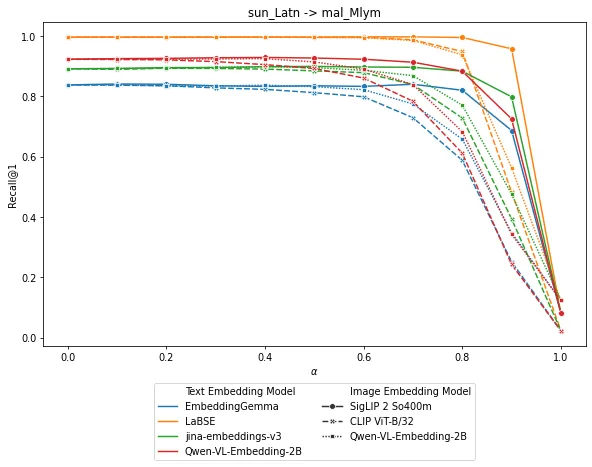 sun_Latn -> mal_Mlym
Recall@1
1.0
0.8
0.6
0.4
0.2
0.0
0.0 0.2 0.4 0.6 0.8 1.0
α
Text Embedding Model
EmbeddingGemma
LaBSE
jina-embeddings-v3
Qwen-VL-Embedding-2B
Image Embedding Model
SigLIP 2 So400m
CLIP ViT-B/32
Qwen-VL-Embedding-2B